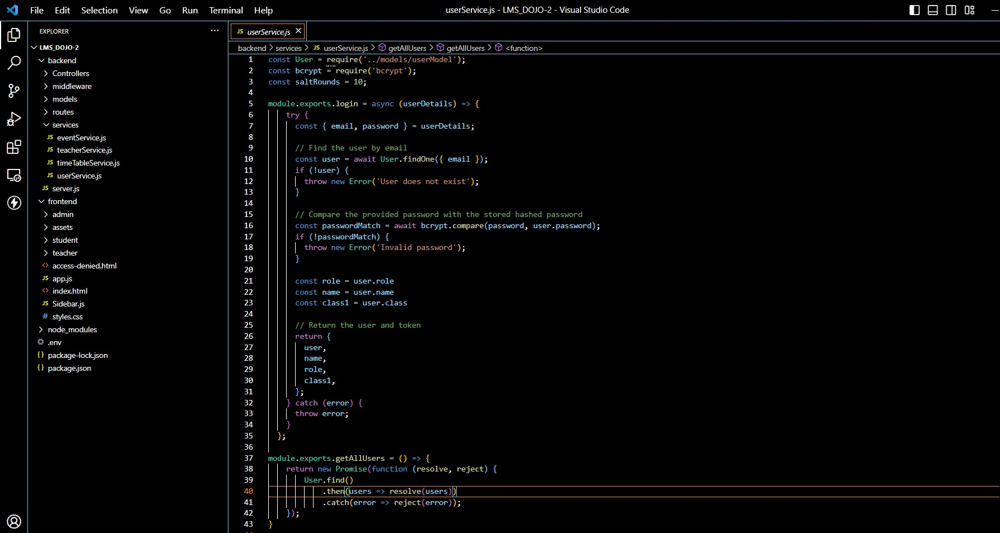 File Edit Selection View Go Run Terminal Help
userService.js - LMS_DOJO-2 - Visual Studio Code
EXPLORER
LMS_DOJO-2
backend
Controllers
middleware
models
routes
services
JS eventService.js
JS teacherService.js
JS timeTableService.js
JS userService.js
JS server.js
frontend
admin
assets
student
teacher
<> access-denied.html
JS app.js
<> index.html
JS Sidebar.js
# styles.css
node_modules
.env
{} package-lock.json
{} package.json
JS userService.js
backend > services > JS userService.js > getAllUsers > getAllUsers > <function>
1 const User = require('../models/userModel');
2 const bcrypt = require('bcrypt');
3 const saltRounds = 10;
4
5 module.exports.login = async (userDetails) => {
6 try {
7 const { email, password } = userDetails;
8
9 // Find the user by email
10 const user = await User.findOne({ email });
11 if (!user) {
12 throw new Error('User does not exist');
13 }
14
15 // Compare the provided password with the stored hashed password
16 const passwordMatch = await bcrypt.compare(password, user.password);
17 if (!passwordMatch) {
18 throw new Error('Invalid password');
19 }
20
21 const role = user.role
22 const name = user.name
23 const class1 = user.class
24
25 // Return the user and token
26 return {
27 user,
28 name,
29 role,
30 class1,
31 };
32 } catch (error) {
33 throw error;
34 }
35 };
36
37 module.exports.getAllUsers = () => {
38 return new Promise(function (resolve, reject) {
39 User.find()
40 .then(users => resolve(users))
41 .catch(error => reject(error));
42 });
43 }